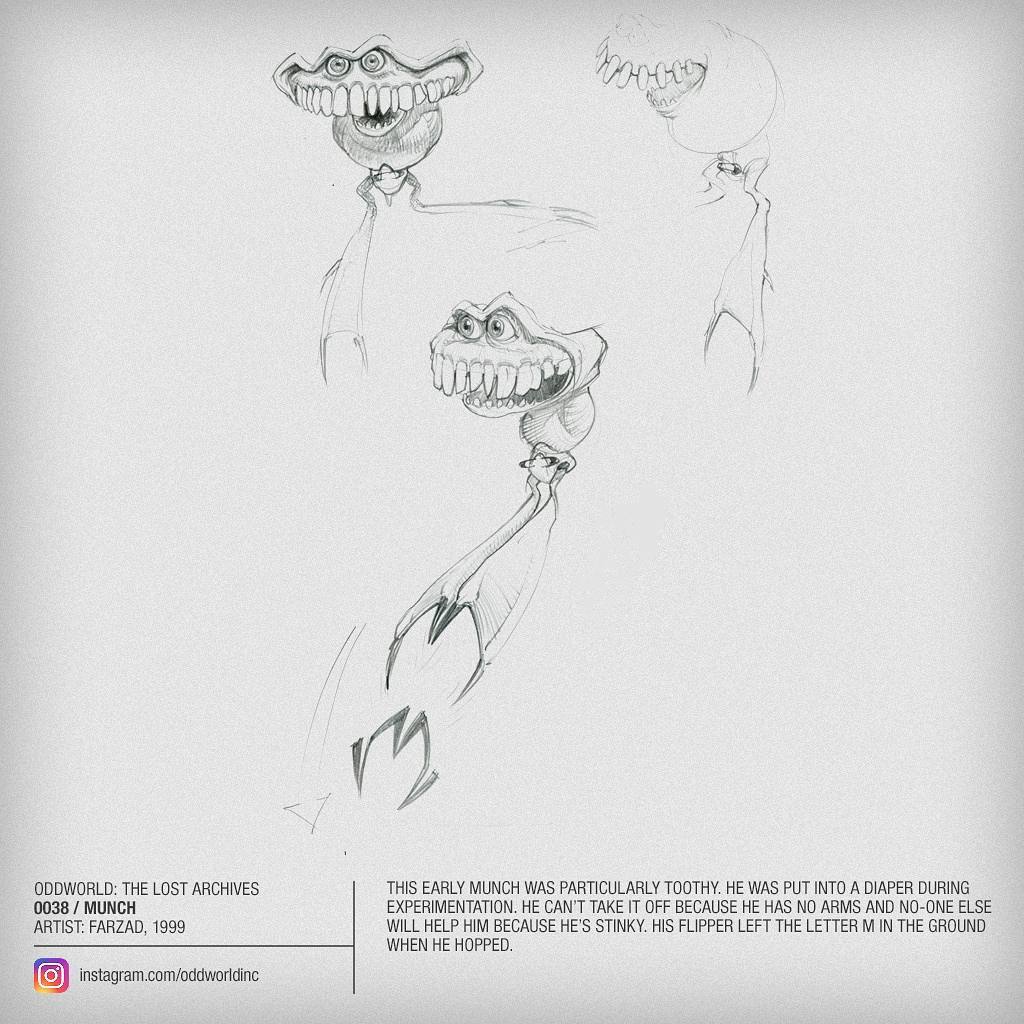 ODDWORLD: THE LOST ARCHIVES
0038 / MUNCH
ARTIST: FARZAD, 1999
instagram.com/oddworldinc
THIS EARLY MUNCH WAS PARTICULARLY TOOTHY. HE WAS PUT INTO A DIAPER DURING
EXPERIMENTATION. HE CAN'T TAKE IT OFF BECAUSE HE HAS NO ARMS AND NO-ONE ELSE
WILL HELP HIM BECAUSE HE'S STINKY. HIS FLIPPER LEFT THE LETTER M IN THE GROUND
WHEN HE HOPPED.